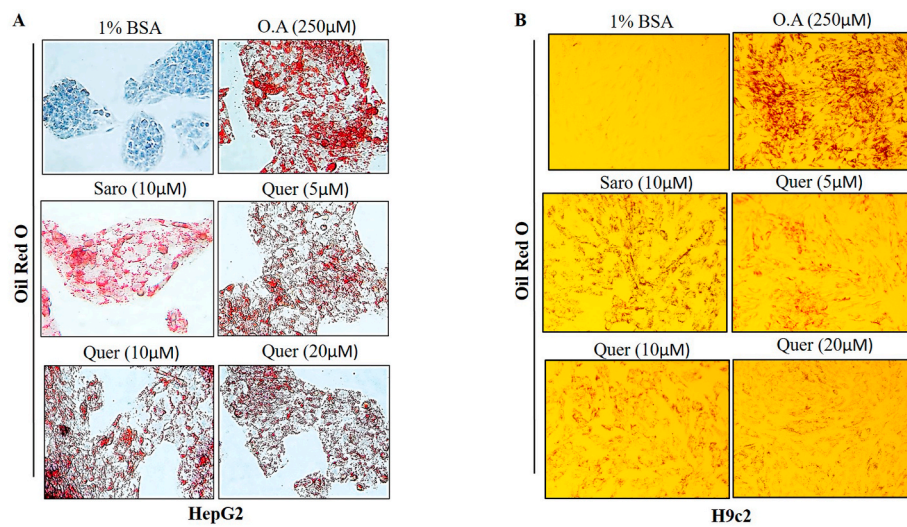 A
1% BSA
O.A (250μM)
Saro (10μM)
Quer (5μM)
Quer (10μM)
Quer (20μM)
Oil Red O
HepG2
B
1% BSA
O.A (250μM)
Saro (10μM)
Quer (5μM)
Quer (10μM)
Quer (20μM)
Oil Red O
H9c2